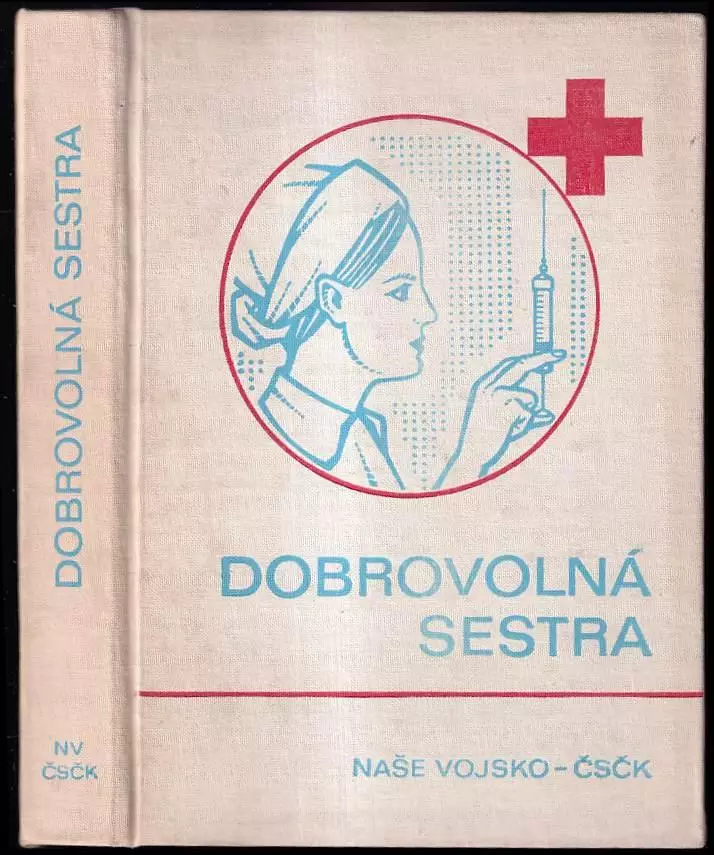 DOBROVOLNÁ SESTRA
NV
ČSČK
DOBROVOLNÁ
SESTRA
NAŠE VOJSKO-ČSČK